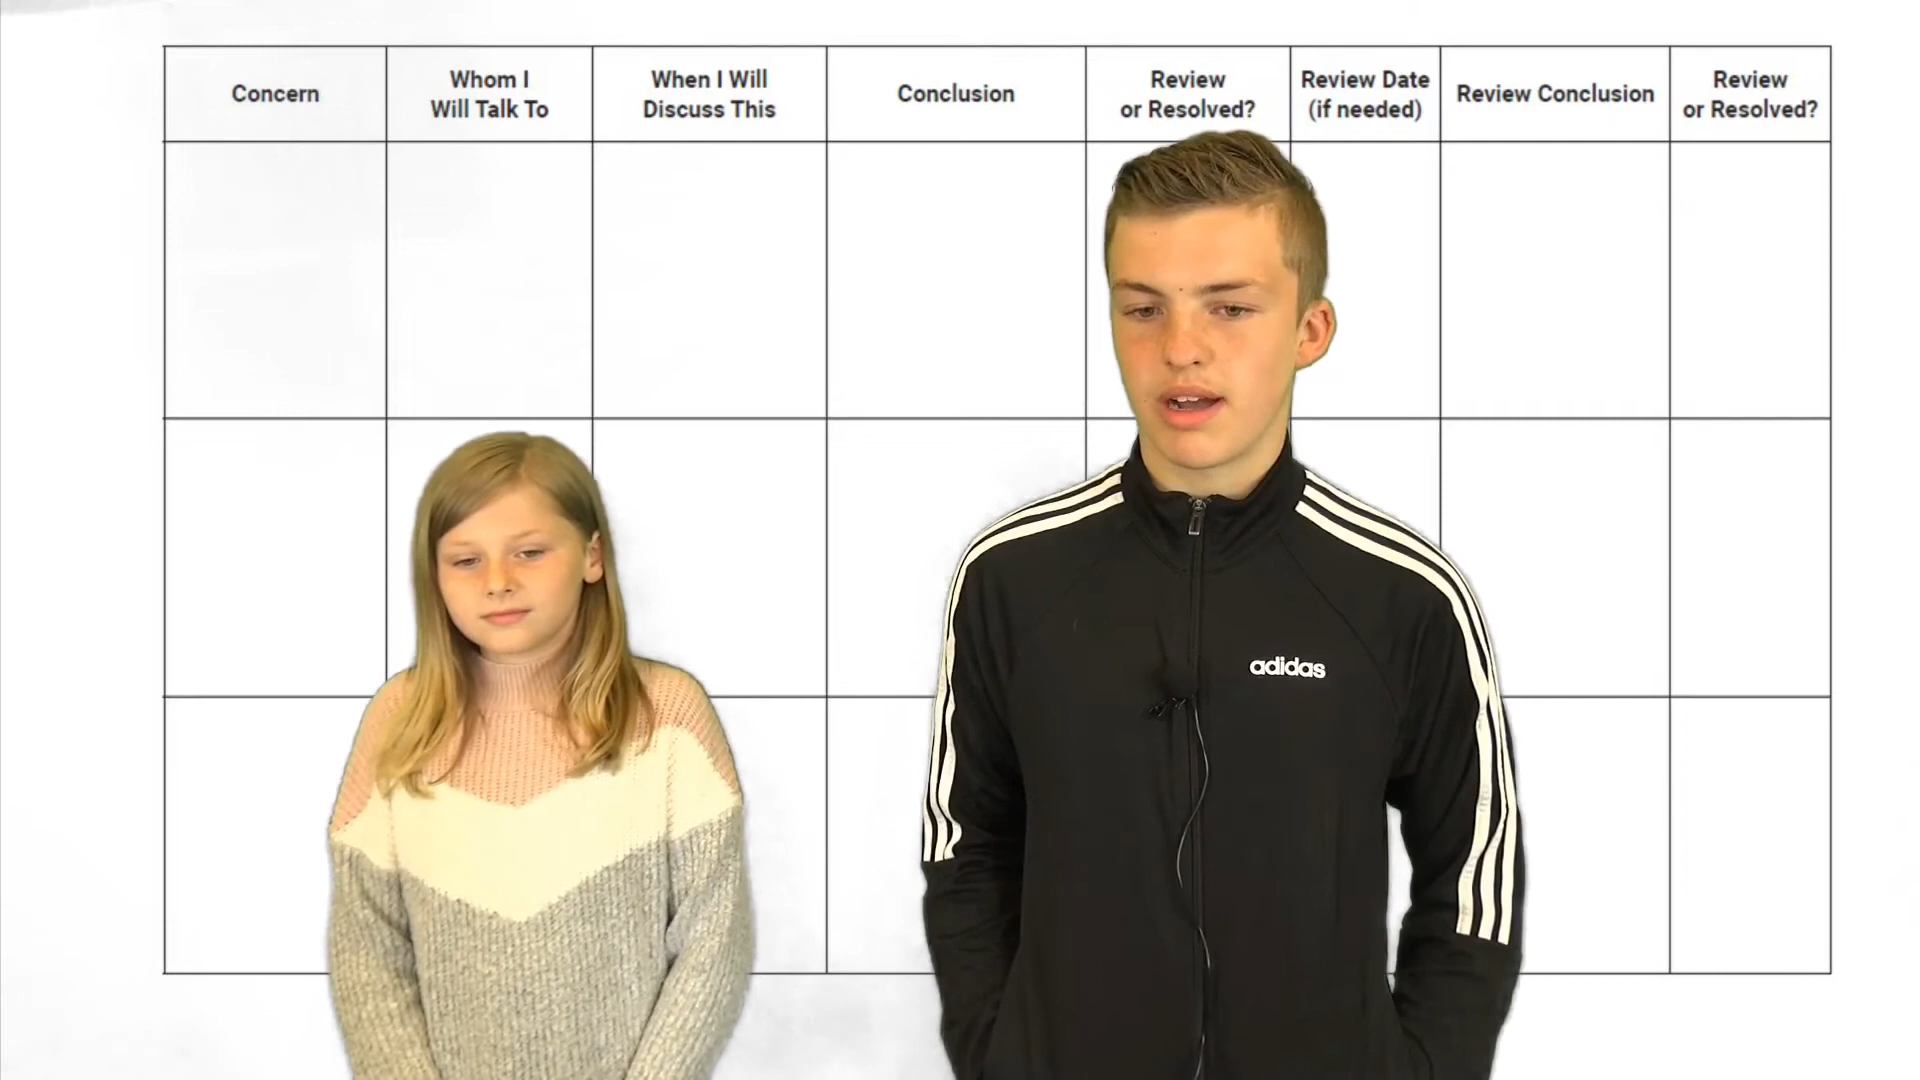 Concern
Whom I
Will Talk To
When I Will
Discuss This
Conclusion
Review
or Resolved?
Review Date
(if needed)
Review Conclusion
Review
or Resolved?
adidas